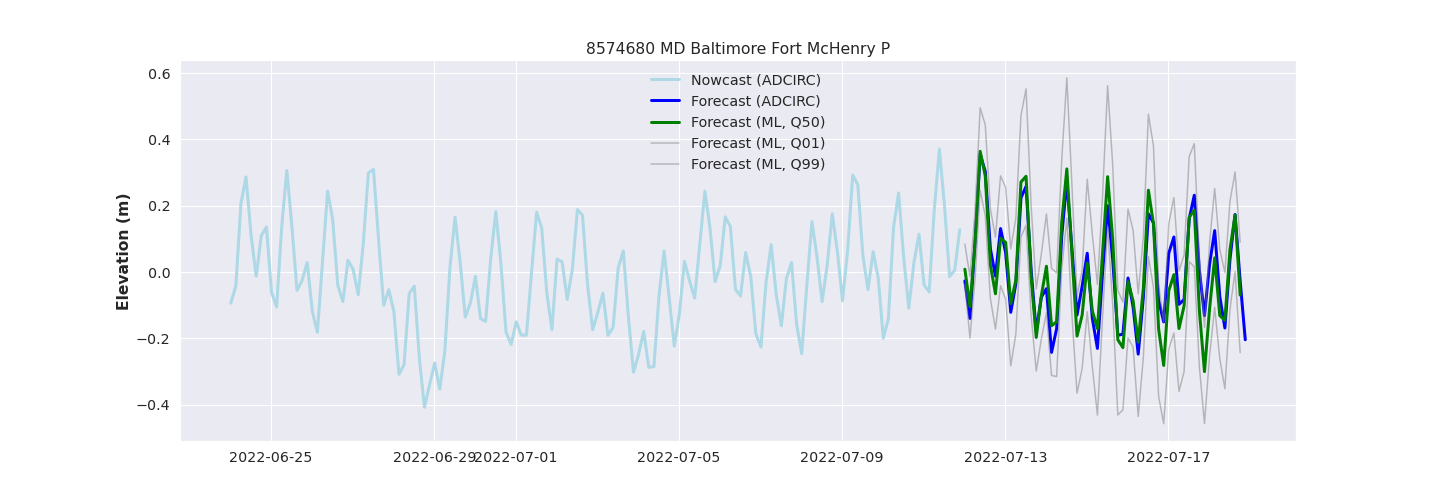 8574680 MD Baltimore Fort McHenry P
Nowcast (ADCIRC)
Forecast (ADCIRC)
Forecast (ML, Q50)
Forecast (ML, Q01)
Forecast (ML, Q99)
Elevation (m)
0.6
0.4
0.2
0.0
−0.2
−0.4
2022-06-25
2022-06-29
2022-07-01
2022-07-05
2022-07-09
2022-07-13
2022-07-17